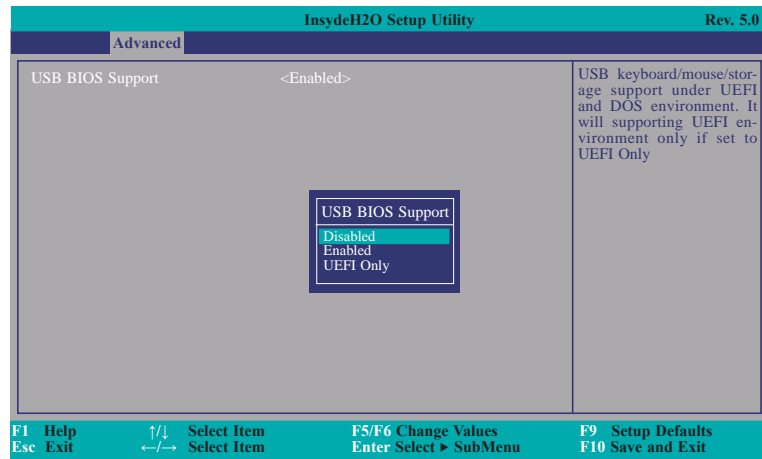 InsydeH2O Setup Utility Rev. 5.0
Advanced
USB BIOS Support <Enabled>
USB keyboard/mouse/stor-
age support under UEFI
and DOS environment. It
will supporting UEFI en-
vironment only if set to
UEFI Only
USB BIOS Support
Disabled
Enabled
UEFI Only
F1 Help ↑/↓ Select Item F5/F6 Change Values F9 Setup Defaults
Esc Exit ←/→ Select Item Enter Select ► SubMenu F10 Save and Exit